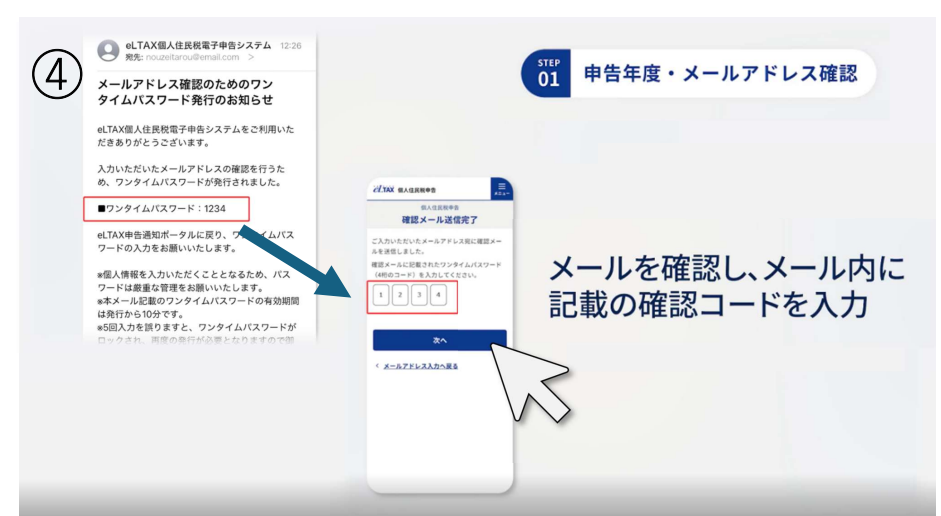 ④
eLTAX個人住民税電子申告システム 12:26
宛先: nouzeitarou@email.com >
メールアドレス確認のためのワン
タイムパスワード発行のお知らせ
eLTAX個人住民税電子申告システムをご利用いた
だきありがとうございます。
入力いただいたメールアドレスの確認を行うた
め、ワンタイムパスワードが発行されました。
■ワンタイムパスワード：1234
eLTAX申告通知ポータルに戻り、ワンタイムパス
ワードの入力をお願いいたします。
※個人情報を入力いただくこととなるため、パス
ワードは厳重な管理をお願いいたします。
※本メール記載のワンタイムパスワードの有効期間
は発行から10分です。
※5回入力を誤りますと、ワンタイムパスワードが
ロックされ、再度の発行が必要となりますので御
STEP
01
申告年度・メールアドレス確認
eLTAX 個人住民税申告
メニュー
個人住民税申告
確認メール送信完了
ご入力いただいたメールアドレス宛に確認メー
ルを送信しました。
確認メールに記載されたワンタイムパスワード
（4桁のコード）を入力してください。
1 2 3 4
次へ
< メールアドレス入力へ戻る
メールを確認し、メール内に
記載の確認コードを入力